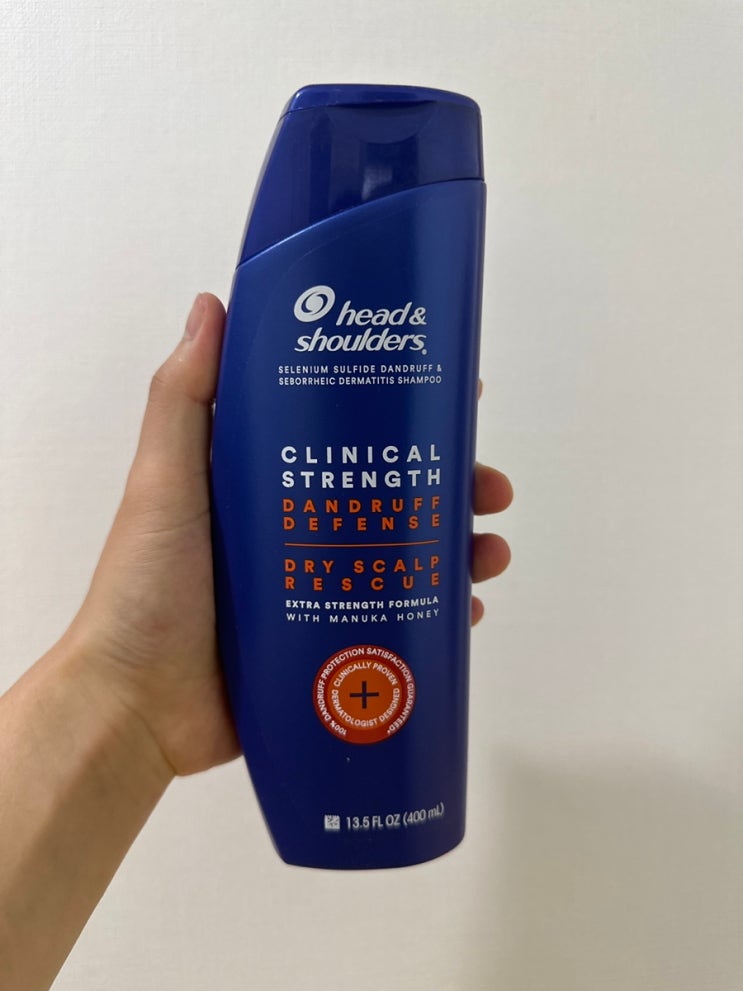 head &
shoulders®
SELENIUM SULFIDE DANDRUFF &
SEBORRHEIC DERMATITIS SHAMPOO
CLINICAL
STRENGTH
DANDRUFF
DEFENSE
DRY SCALP
RESCUE
EXTRA STRENGTH FORMULA
WITH MANUKA HONEY
100% DANDRUFF PROTECTION SATISFACTION GUARANTEED*
CLINICALLY PROVEN
DERMATOLOGIST DESIGNED
13.5 FL OZ (400 mL)